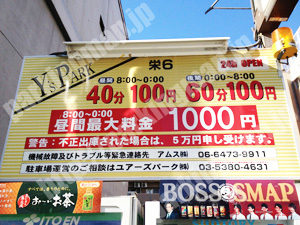 Y's PARK 栄6 24h OPEN
昼間 8:00～0:00 夜間 0:00～8:00
40分100円 60分100円
8:00～0:00
昼間最大料金 1000円
警告：不正出庫された場合は、5万円申し受けます。
機械故障及びトラブル等緊急連絡先 アムス㈱ 06-6473-9911
駐車場運営のご相談はユアーズパーク㈱ 03-5380-4631
お～いお茶
ITO EN
BOSS SMAP